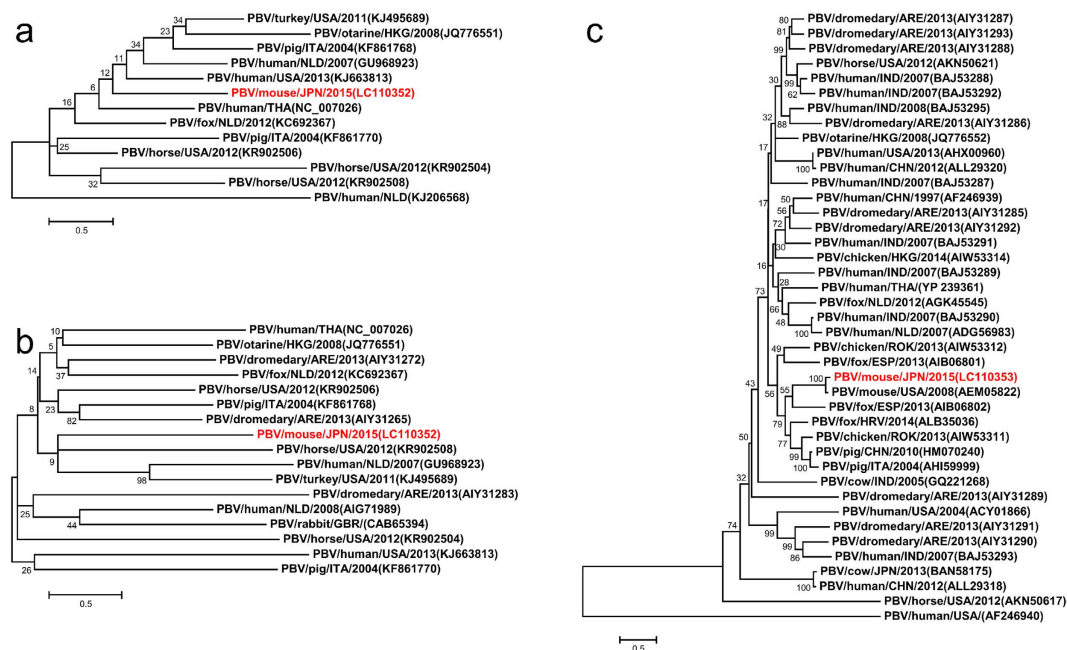 a
34
PBV/turkey/USA/2011(KJ495689)
23
PBV/otarine/HKG/2008(JQ776551)
34
PBV/pig/ITA/2004(KF861768)
11
PBV/human/NLD/2007(GU968923)
12
PBV/human/USA/2013(KJ663813)
6
PBV/mouse/JPN/2015(LC110352)
16
PBV/human/THA(NC_007026)
PBV/fox/NLD/2012(KC692367)
PBV/pig/ITA/2004(KF861770)
25
PBV/horse/USA/2012(KR902506)
PBV/horse/USA/2012(KR902504)
32
PBV/horse/USA/2012(KR902508)
PBV/human/NLD(KJ206568)
0.5
b
10
PBV/human/THA(NC_007026)
5
PBV/otarine/HKG/2008(JQ776551)
PBV/dromedary/ARE/2013(AIY31272)
14
37
PBV/fox/NLD/2012(KC692367)
PBV/horse/USA/2012(KR902506)
8
23
PBV/pig/ITA/2004(KF861768)
82
PBV/dromedary/ARE/2013(AIY31265)
PBV/mouse/JPN/2015(LC110352)
PBV/horse/USA/2012(KR902508)
9
PBV/human/NLD/2007(GU968923)
98
PBV/turkey/USA/2011(KJ495689)
PBV/dromedary/ARE/2013(AIY31283)
25
PBV/human/NLD/2008(AIG71989)
44
PBV/rabbit/GBR/(CAB65394)
PBV/horse/USA/2012(KR902504)
PBV/human/USA/2013(KJ663813)
26
PBV/pig/ITA/2004(KF861770)
0.5
c
80
PBV/dromedary/ARE/2013(AIY31287)
81
PBV/dromedary/ARE/2013(AIY31293)
99
PBV/dromedary/ARE/2013(AIY31288)
PBV/horse/USA/2012(AKN50621)
30
99
PBV/human/IND/2007(BAJ53288)
62
PBV/human/IND/2007(BAJ53292)
PBV/human/IND/2008(BAJ53295)
32
88
PBV/dromedary/ARE/2013(AIY31286)
PBV/otarine/HKG/2008(JQ776552)
17
PBV/human/USA/2013(AHX00960)
100
PBV/human/CHN/2012(ALL29320)
PBV/human/IND/2007(BAJ53287)
17
50
PBV/human/CHN/1997(AF246939)
56
PBV/dromedary/ARE/2013(AIY31285)
72
PBV/dromedary/ARE/2013(AIY31292)
30
PBV/human/IND/2007(BAJ53291)
PBV/chicken/HKG/2014(AIW53314)
16
PBV/human/IND/2007(BAJ53289)
28
PBV/human/THA/(YP 239361)
73
66
PBV/fox/NLD/2012(AGK45545)
48
PBV/human/IND/2007(BAJ53290)
100
PBV/human/NLD/2007(ADG56983)
49
PBV/chicken/ROK/2013(AIW53312)
PBV/fox/ESP/2013(AIB06801)
100
PBV/mouse/JPN/2015(LC110353)
43
55
PBV/mouse/USA/2008(AEM05822)
56
PBV/fox/ESP/2013(AIB06802)
79
PBV/fox/HRV/2014(ALB35036)
77
PBV/chicken/ROK/2013(AIW53311)
50
99
PBV/pig/CHN/2010(HM070240)
100
PBV/pig/ITA/2004(AHI59999)
32
PBV/cow/IND/2005(GQ221268)
PBV/dromedary/ARE/2013(AIY31289)
PBV/human/USA/2004(ACY01866)
74
99
PBV/dromedary/ARE/2013(AIY31291)
99
PBV/dromedary/ARE/2013(AIY31290)
86
PBV/human/IND/2007(BAJ53293)
PBV/cow/JPN/2013(BAN58175)
100
PBV/human/CHN/2012(ALL29318)
PBV/horse/USA/2012(AKN50617)
PBV/human/USA/(AF246940)
0.5